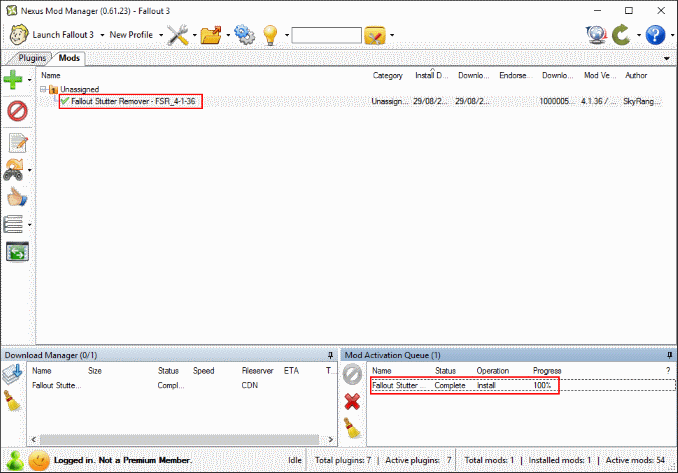 Nexus Mod Manager (0.61.23) - Fallout 3
Launch Fallout 3 New Profile
Plugins Mods
Name Category Install D... Downlo... Endorse... Downlo... Mod Ve... Author
Unassigned
Fallout Stutter Remover - FSR_4-1-36 Unassign... 29/08/2... 29/08/2... 1000005... 4.1.36 / ... SkyRang...
Download Manager (0/1) Mod Activation Queue (1)
Name Size Status Speed Fileserver ETA T... Name Status Operation Progress ?
Fallout Stutte... Compl... CDN Fallout Stutter ... Complete Install 100%
Logged in. Not a Premium Member. Idle Total plugins: 7 | Active plugins: 7 Total mods: 1 | Installed mods: 1 | Active mods: 54